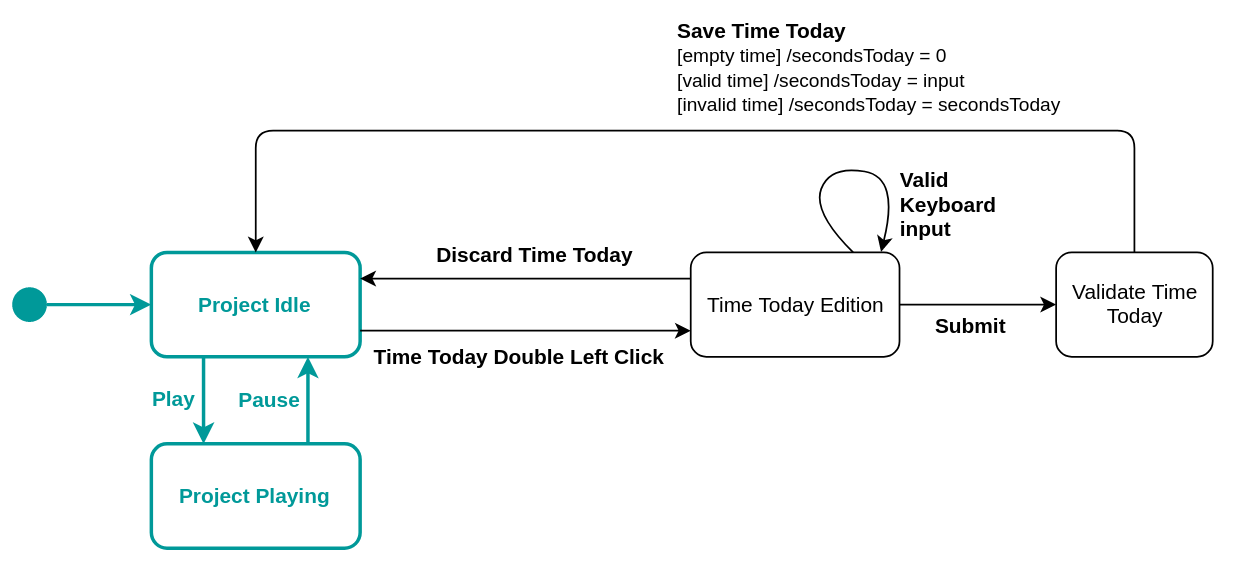 Save Time Today
[empty time] /secondsToday = 0
[valid time] /secondsToday = input
[invalid time] /secondsToday = secondsToday
Valid
Keyboard
input
Discard Time Today
Project Idle
Time Today Edition
Validate Time
Today
Submit
Time Today Double Left Click
Play
Pause
Project Playing